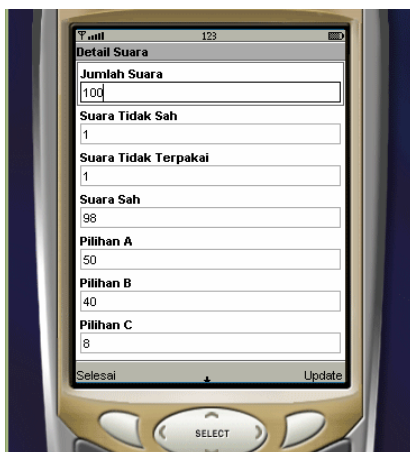 123
Detail Suara
Jumlah Suara
100
Suara Tidak Sah
1
Suara Tidak Terpakai
1
Suara Sah
98
Pilihan A
50
Pilihan B
40
Pilihan C
8
Selesai Update
SELECT